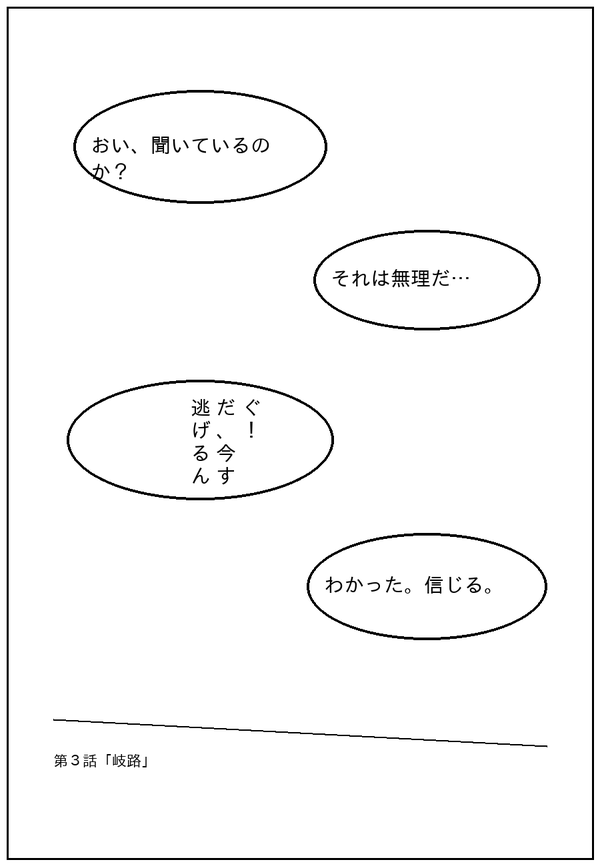 おい、聞いているの
か？
それは無理だ…
逃げるん
だ、今す
ぐ！
わかった。信じる。
第３話「岐路」